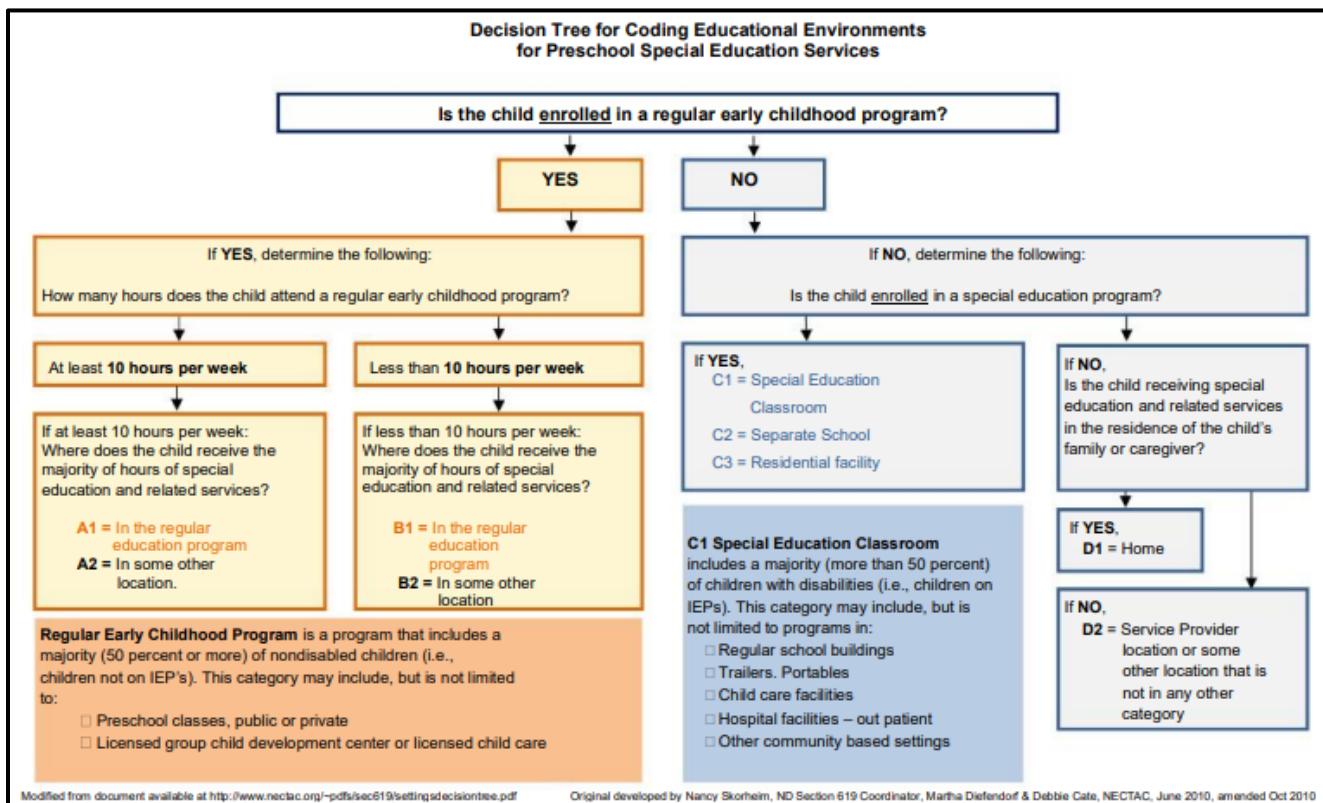 Decision Tree for Coding Educational Environments
for Preschool Special Education Services
Is the child enrolled in a regular early childhood program?
YES
NO
If YES, determine the following:
How many hours does the child attend a regular early childhood program?
If NO, determine the following:
Is the child enrolled in a special education program?
At least 10 hours per week
Less than 10 hours per week
If at least 10 hours per week:
Where does the child receive the
majority of hours of special
education and related services?
A1 = In the regular
education program
A2 = In some other
location.
If less than 10 hours per week:
Where does the child receive the
majority of hours of special
education and related services?
B1 = In the regular
education
program
B2 = In some other
location
If YES,
C1 = Special Education
Classroom
C2 = Separate School
C3 = Residential facility
If NO,
Is the child receiving special
education and related services
in the residence of the child's
family or caregiver?
If YES,
D1 = Home
If NO,
D2 = Service Provider
location or some
other location that is
not in any other
category
Regular Early Childhood Program is a program that includes a
majority (50 percent or more) of nondisabled children (i.e.,
children not on IEP's). This category may include, but is not limited
to:
□ Preschool classes, public or private
□ Licensed group child development center or licensed child care
C1 Special Education Classroom
includes a majority (more than 50 percent)
of children with disabilities (i.e., children on
IEPs). This category may include, but is
not limited to programs in:
□ Regular school buildings
□ Trailers. Portables
□ Child care facilities
□ Hospital facilities – out patient
□ Other community based settings
Modified from document available at http://www.nectac.org/~pdfs/sec619/settingsdecisiontree.pdf
Original developed by Nancy Skorheim, ND Section 619 Coordinator, Martha Diefendorf & Debbie Cate, NECTAC, June 2010, amended Oct 2010